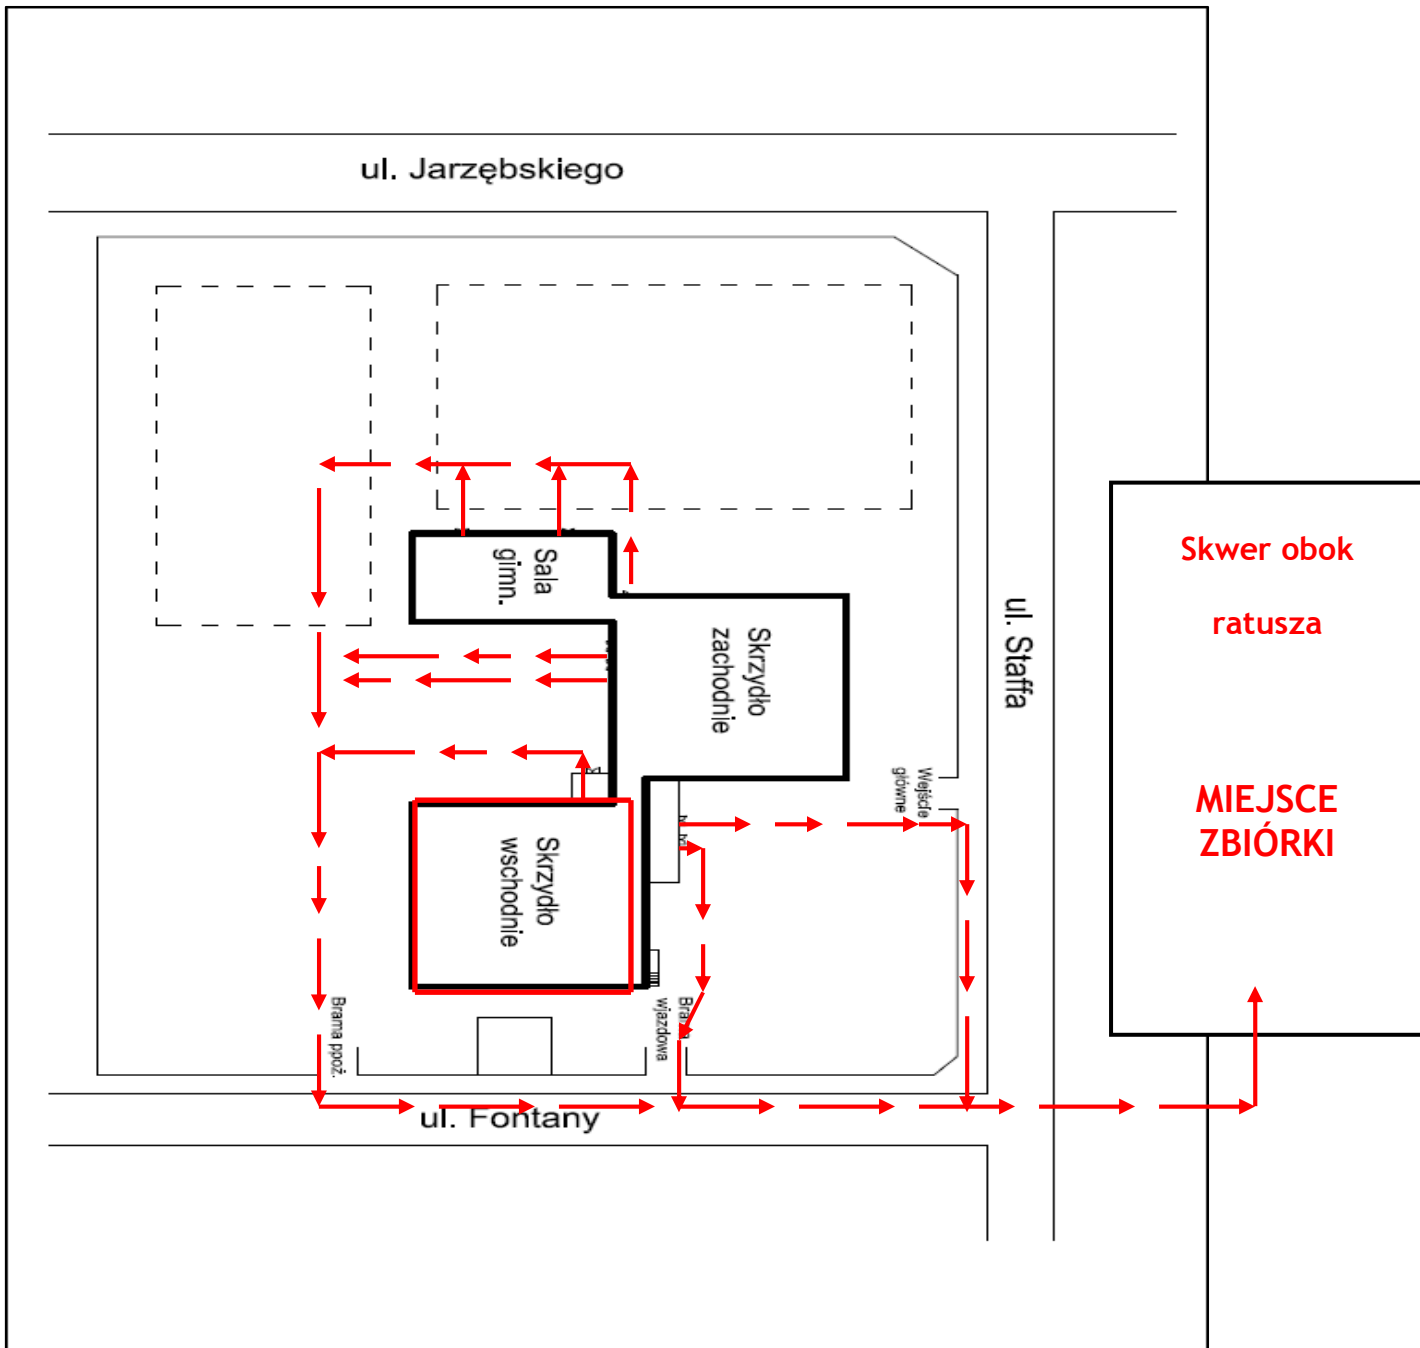 ul. Jarzębskiego
Skwer obok
ratusza
Sala
gimn.
Skrzydło
zachodnie
ul. Staffa
MIEJSCE
ZBIÓRKI
Wejście
główne
Skrzydło
wschodnie
Brama ppoż.
Brama
wjazdowa
ul. Fontany